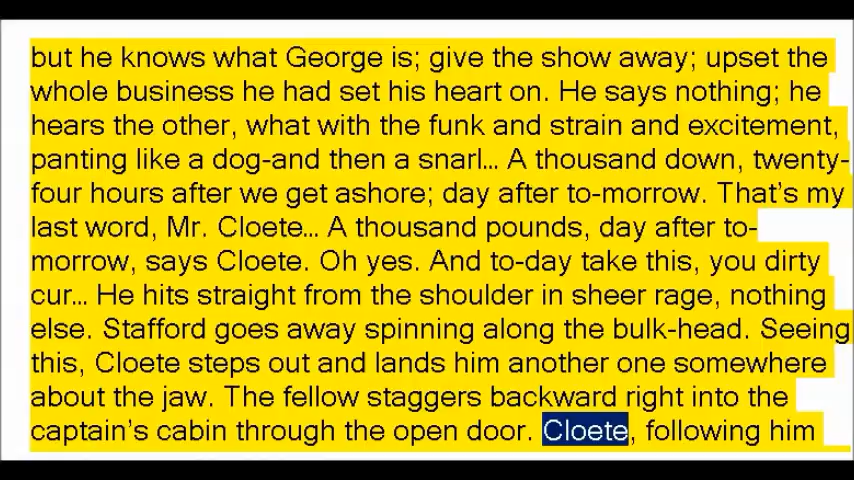 but he knows what George is; give the show away; upset the
whole business he had set his heart on. He says nothing; he
hears the other, what with the funk and strain and excitement,
panting like a dog-and then a snarl... A thousand down, twenty-
four hours after we get ashore; day after to-morrow. That's my
last word, Mr. Cloete... A thousand pounds, day after to-
morrow, says Cloete. Oh yes. And to-day take this, you dirty
cur... He hits straight from the shoulder in sheer rage, nothing
else. Stafford goes away spinning along the bulk-head. Seeing
this, Cloete steps out and lands him another one somewhere
about the jaw. The fellow staggers backward right into the
captain's cabin through the open door. Cloete, following him